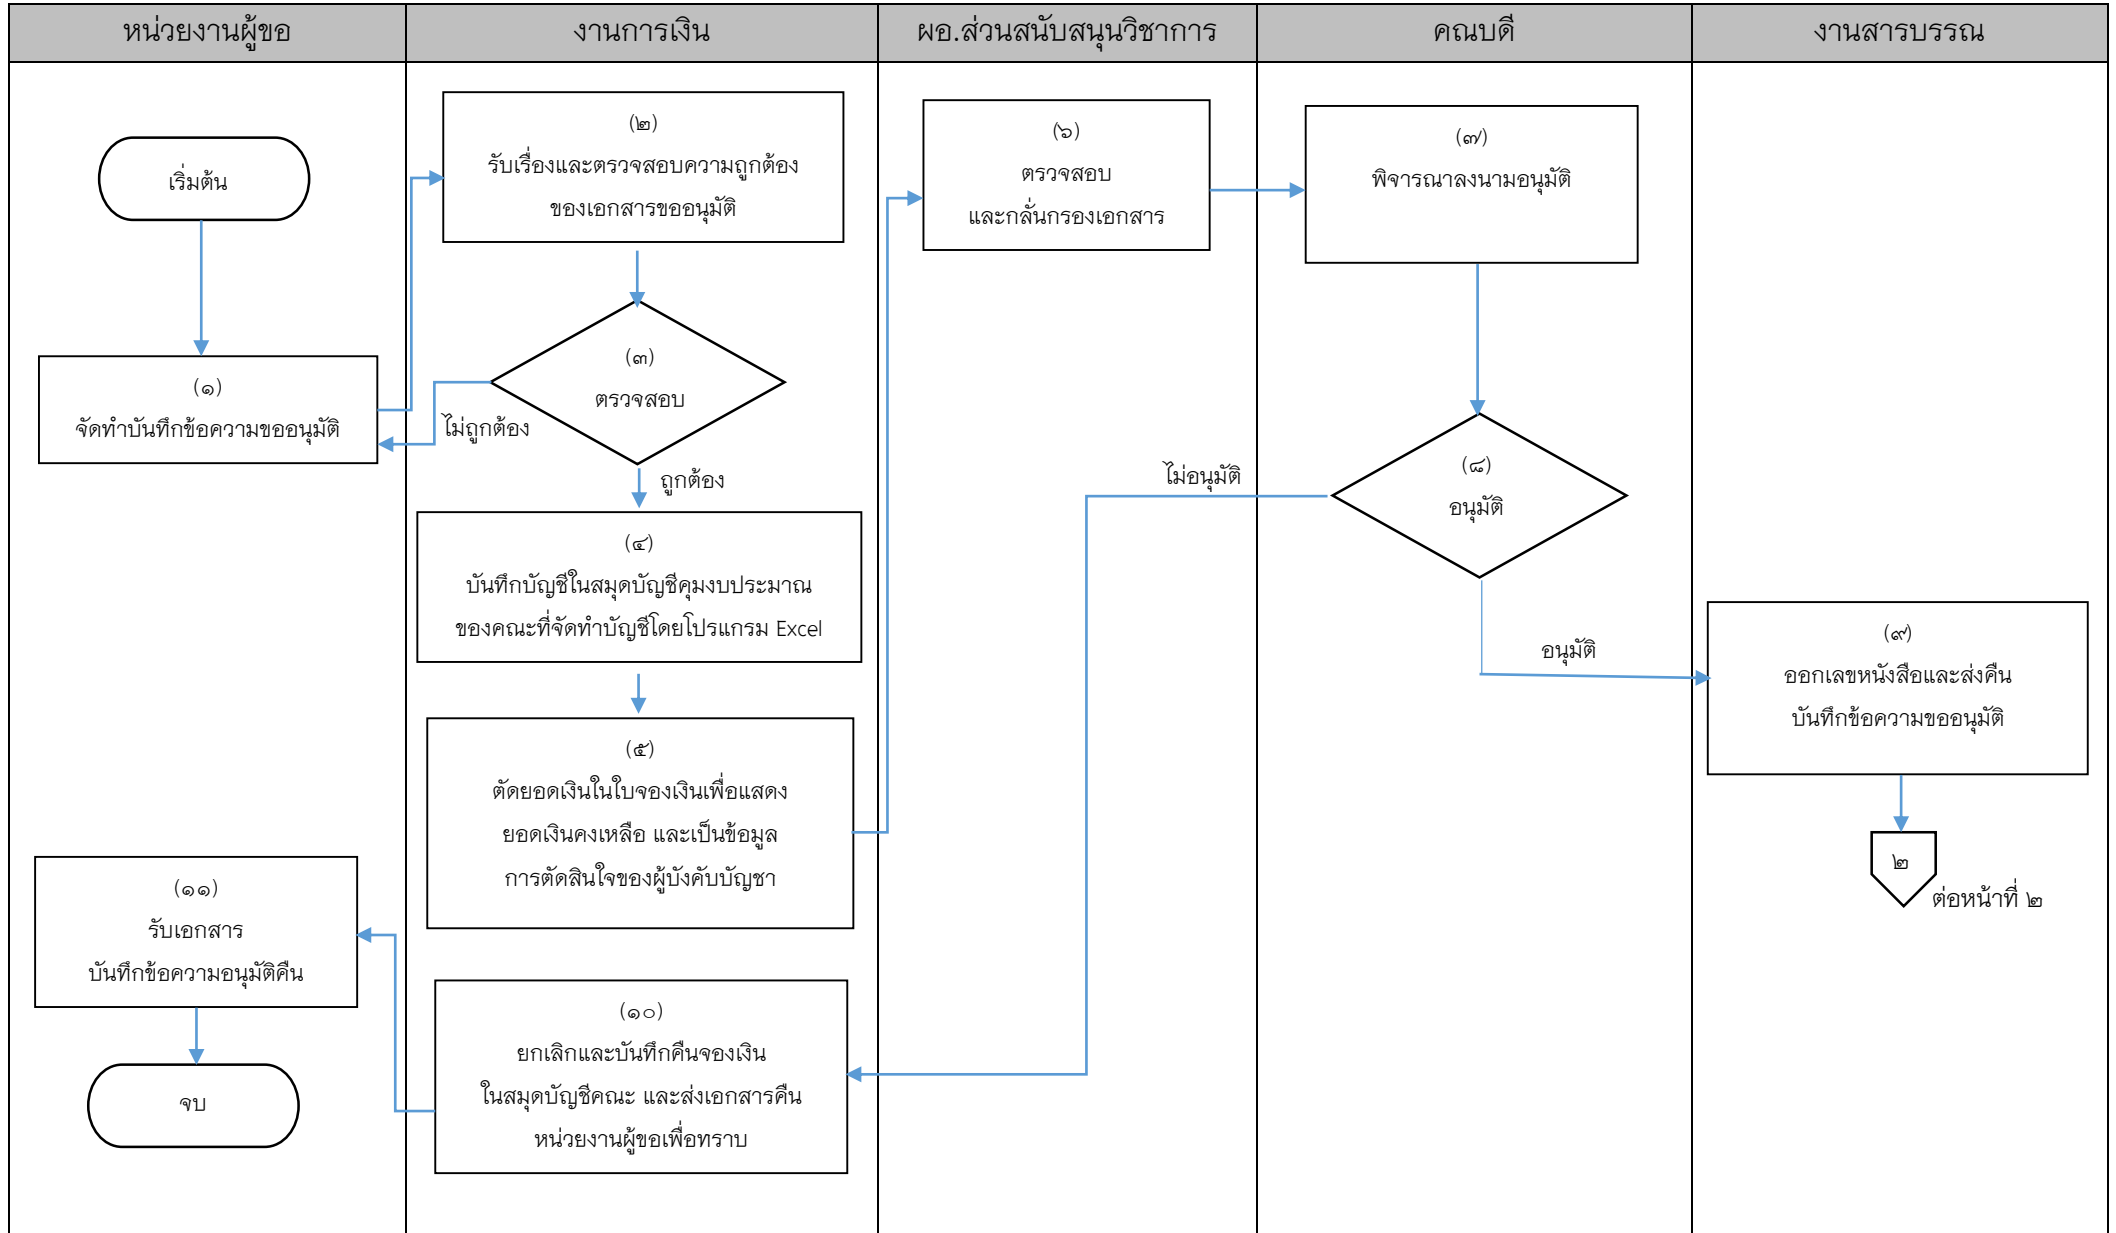 หน่วยงานผู้ขอ
งานการเงิน
ผอ.ส่วนสนับสนุนวิชาการ
คณบดี
งานสารบรรณ
เริ่มต้น
(๑)
จัดทำบันทึกข้อความขออนุมัติ
(๒)
รับเรื่องและตรวจสอบความถูกต้อง
ของเอกสารขออนุมัติ
(๓)
ตรวจสอบ
ไม่ถูกต้อง
ถูกต้อง
(๔)
บันทึกบัญชีในสมุดบัญชีคุมงบประมาณ
ของคณะที่จัดทำบัญชีโดยโปรแกรม Excel
(๕)
ตัดยอดเงินในใบจองเงินเพื่อแสดง
ยอดเงินคงเหลือ และเป็นข้อมูล
การตัดสินใจของผู้บังคับบัญชา
(๖)
ตรวจสอบ
และกลั่นกรองเอกสาร
(๗)
พิจารณาลงนามอนุมัติ
(๘)
อนุมัติ
ไม่อนุมัติ
อนุมัติ
(๙)
ออกเลขหนังสือและส่งคืน
บันทึกข้อความขออนุมัติ
๒
ต่อหน้าที่ ๒
(๑๐)
ยกเลิกและบันทึกคืนจองเงิน
ในสมุดบัญชีคณะ และส่งเอกสารคืน
หน่วยงานผู้ขอเพื่อทราบ
(๑๑)
รับเอกสาร
บันทึกข้อความอนุมัติคืน
จบ